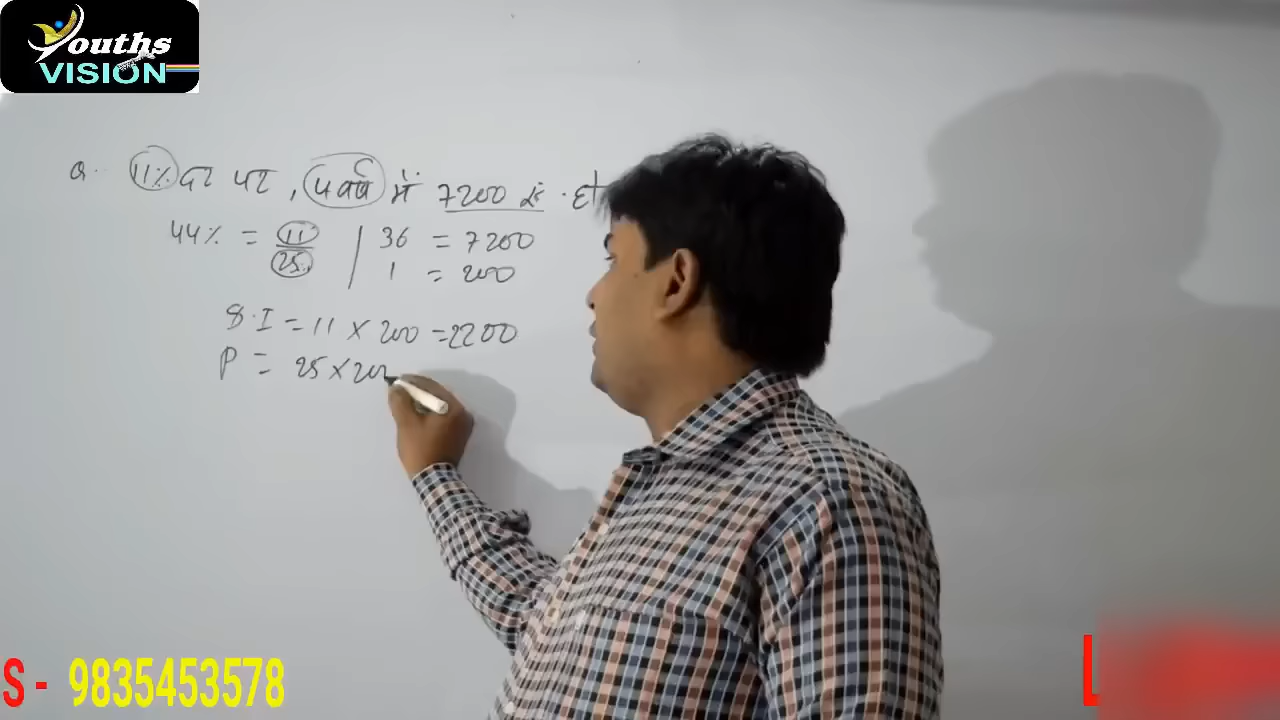 Youths
VISION
Q. 11% दर पर, 4 वर्ष में 7200 रु.
44% = 11/25 | 36 = 7200
1 = 200
S.I = 11 × 200 = 2200
P = 25 × 200
S - 9835453578
L